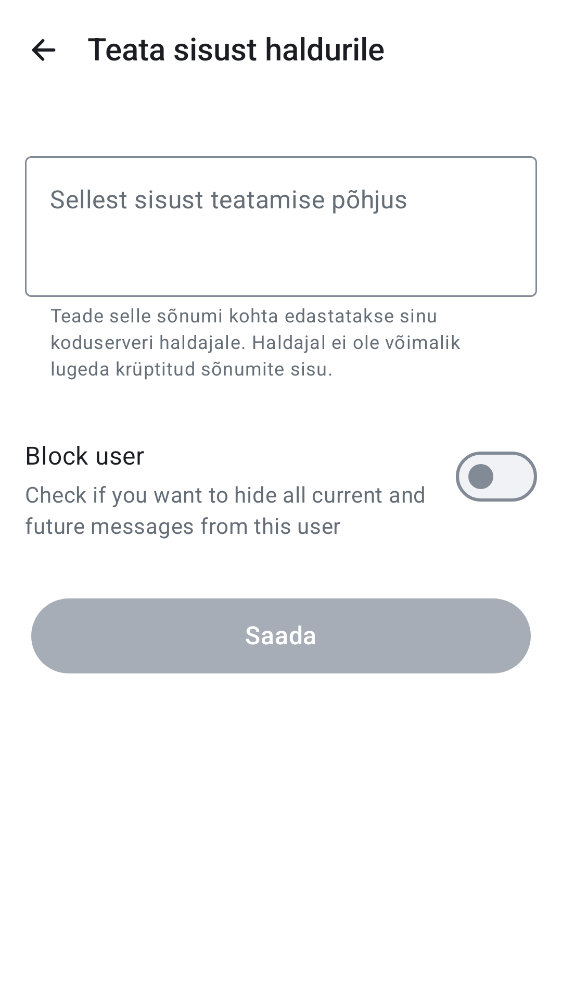 Teata sisust haldurile
Sellest sisust teatamise põhjus
Teade selle sõnumi kohta edastatakse sinu
koduserveri haldajale. Haldajal ei ole võimalik
lugeda krüptitud sõnumite sisu.
Block user
Check if you want to hide all current and
future messages from this user
Saada